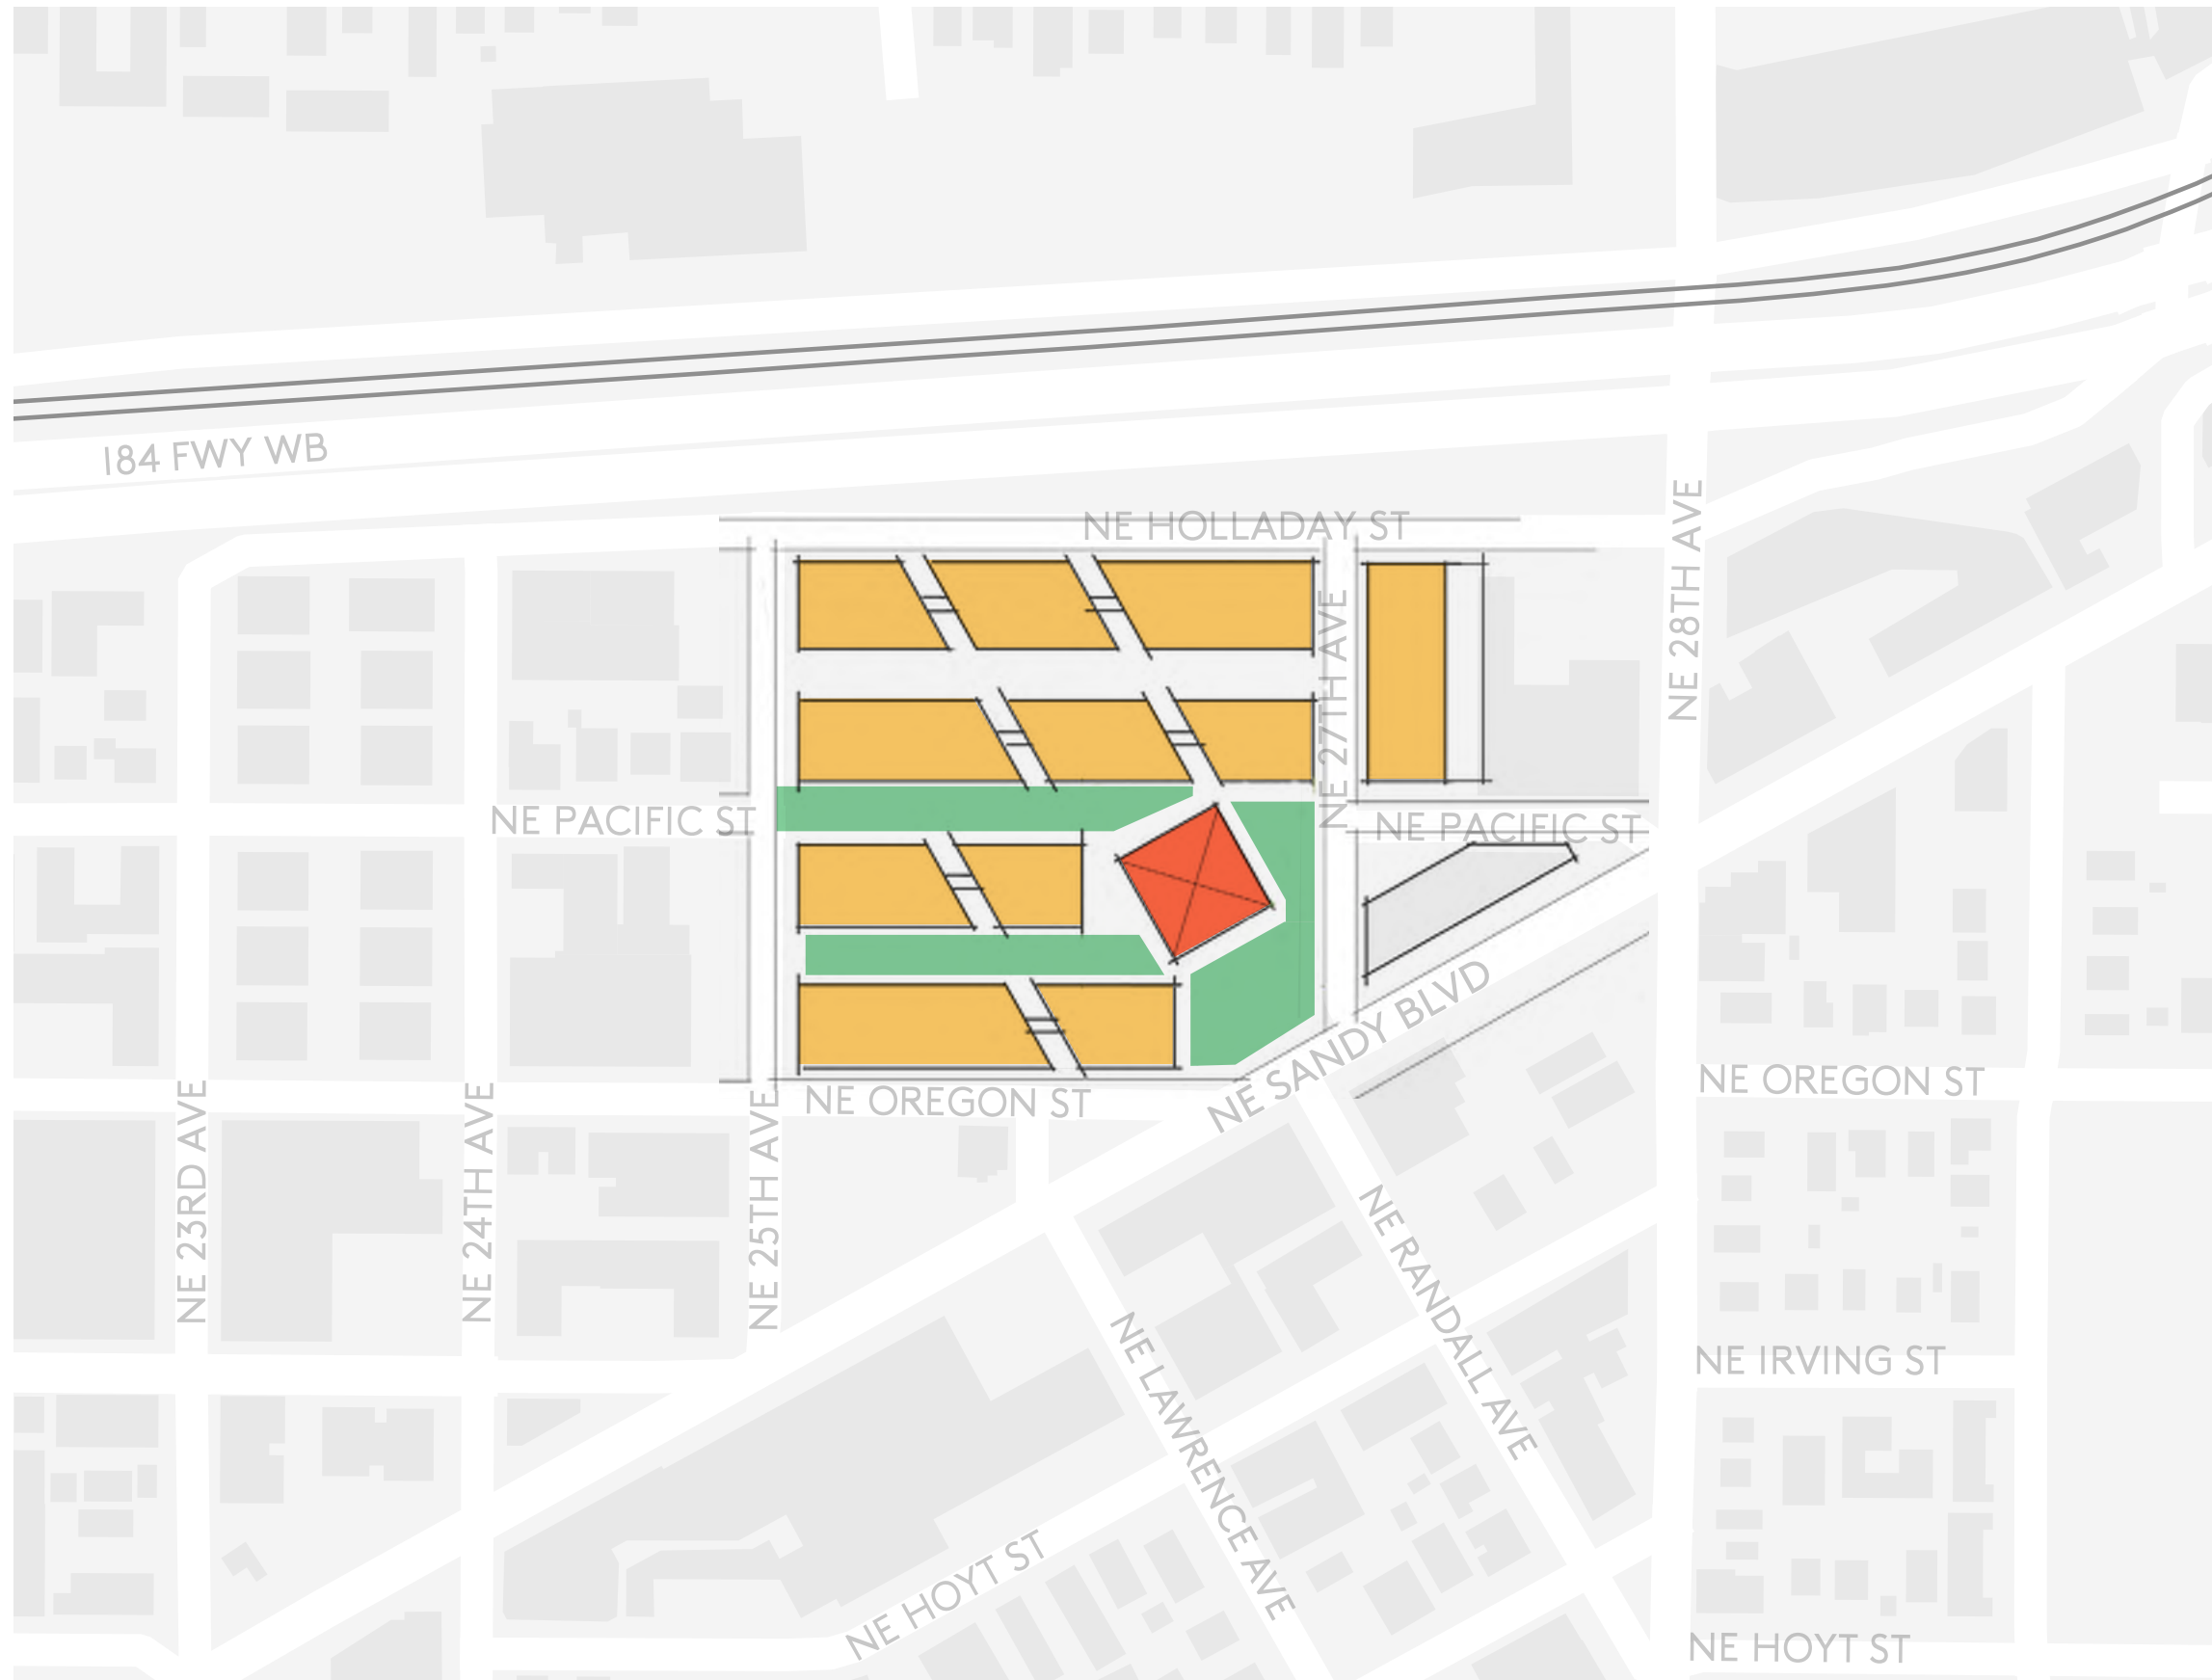 I84 FWY WB
NE HOLLADAY ST
NE 28TH AVE
NE 27TH AVE
NE PACIFIC ST
NE PACIFIC ST
NE SANDY BLVD
NE OREGON ST
NE OREGON ST
NE 23RD AVE
NE 24TH AVE
NE 25TH AVE
NE RANDALL AVE
NE LAWRENCE AVE
NE IRVING ST
NE HOYT ST
NE HOYT ST